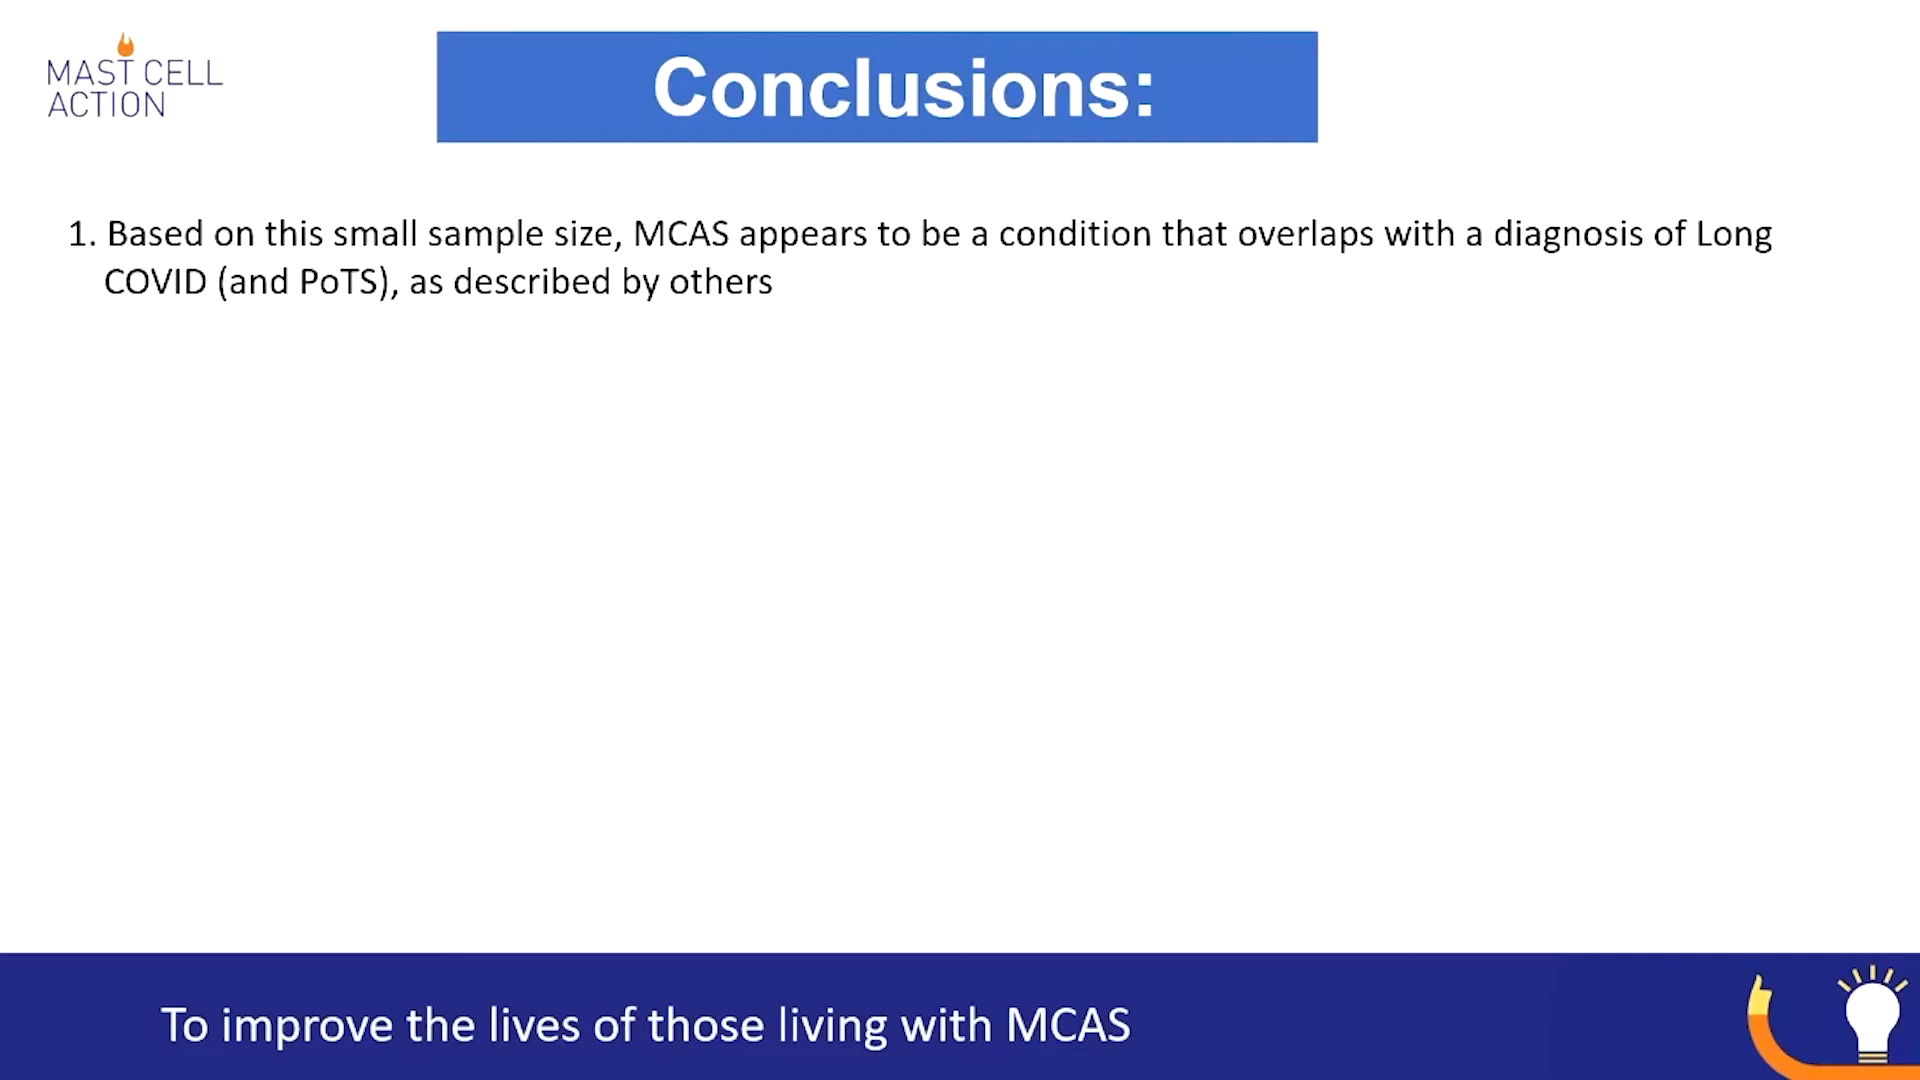 MAST CELL
ACTION
Conclusions:
1. Based on this small sample size, MCAS appears to be a condition that overlaps with a diagnosis of Long
COVID (and PoTS), as described by others
To improve the lives of those living with MCAS